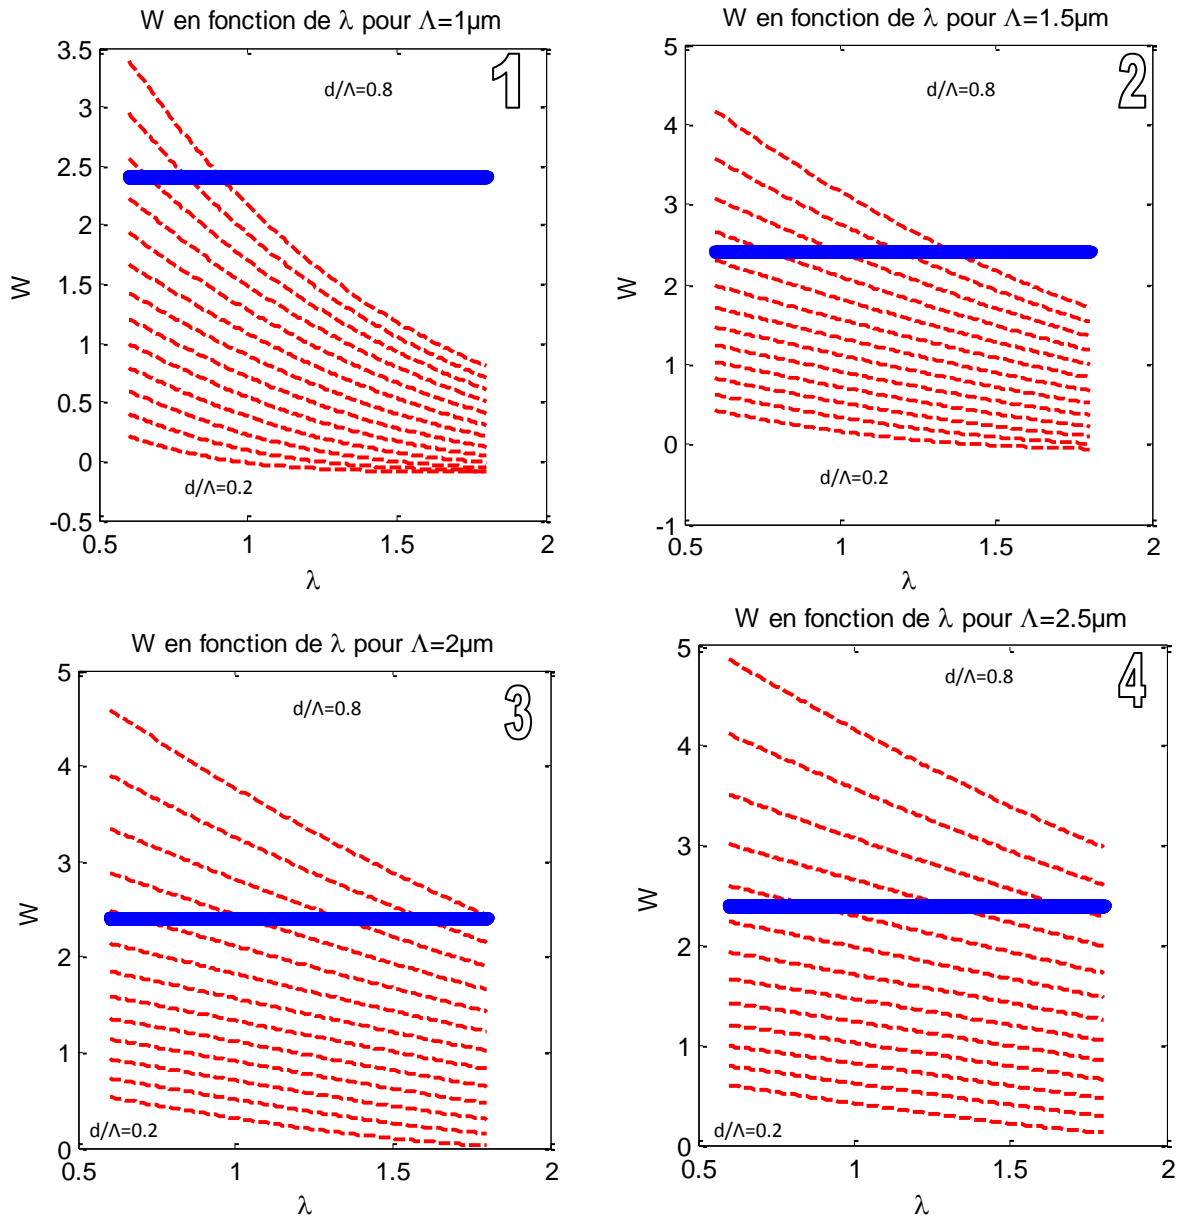 W en fonction de λ pour Λ=1µm
1
d/Λ=0.8
3.5
3
2.5
2
1.5
1
0.5
0
-0.5
W
d/Λ=0.2
0.5 1 1.5 2
λ
W en fonction de λ pour Λ=1.5µm
2
d/Λ=0.8
5
4
3
2
1
0
-1
W
d/Λ=0.2
0.5 1 1.5 2
λ
W en fonction de λ pour Λ=2µm
3
d/Λ=0.8
5
4
3
2
1
0
W
d/Λ=0.2
0.5 1 1.5 2
λ
W en fonction de λ pour Λ=2.5µm
4
d/Λ=0.8
5
4
3
2
1
0
W
d/Λ=0.2
0.5 1 1.5 2
λ